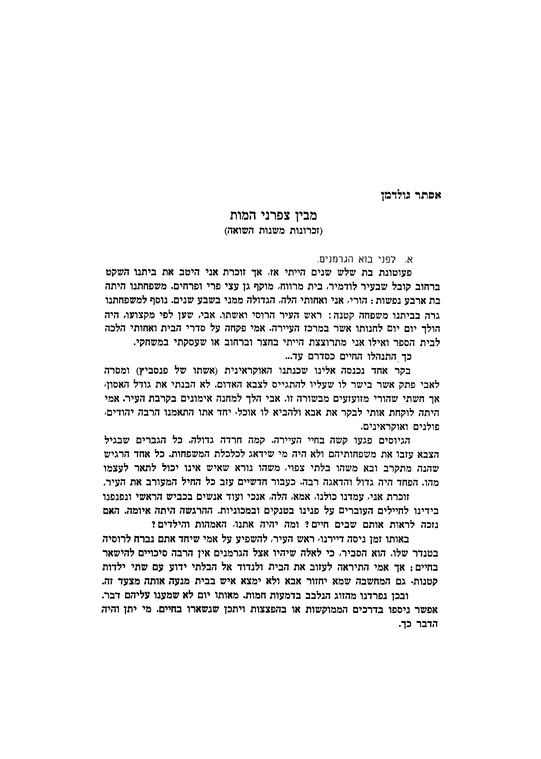 אסתר גולדמן
מבין צפרני המות
(זכרונות משנות השואה)
א. לפני בוא הגרמנים.
פעוטונת בת שלש שנים הייתי אז, אך זוכרת אני היטב את ביתנו השקט
ברחוב קובל שבעיר לודמיר, בית מרווח, מוקף גן עצי פרי ופרחים. משפחתנו היתה
בת ארבע נפשות: הורי, אני ואחותי הלה, הגדולה ממני בשבע שנים. נוסף למשפחתנו
גרה בביתנו משפחה קטנה: ראש העיר הרוסי ואשתו. אבי, שען לפי מקצועו, היה
הולך יום יום לחנותו אשר במרכז העיירה. אמי פקחה על סדרי הבית ואחותי הלכה
לבית הספר ואילו אני מתרוצצת הייתי בחצר וברחוב או שעסקתי במשחקי.
כך התנהלו החיים כסדרם עד...
בקר אחד נכנסה אלינו שכנתנו האוקראינית (אשתו של פנסביץ) ומסרה
לאבי פתק אשר בישר לו שעליו להתגייס לצבא האדום. לא הבנתי את גודל האסון,
אך חשתי שהורי מזועזעים מבשורה זו. אבי הלך למחנה אימונים בקרבת העיר. אמי
היתה לוקחת אותי לבקר את אבא ולהביא לו אוכל. יחד אתו התאמנו הרבה יהודים,
פולנים ואוקראינים.
הגיוסים פגעו קשה בחיי העיירה. קמה חרדה גדולה. כל הגברים שבגיל
הצבא עזבו את משפחותיהם ולא היה מי שידאג לכלכלת המשפחות. כל אחד הרגיש
שהנה מתקרב ובא משהו בלתי צפוי, משהו נורא שאיש אינו יכול לתאר לעצמו
מהו. הפחד היה גדול והדאגה רבה. כעבור חדשיים עזב כל החיל המעורב את העיר.
זוכרת אני, עמדנו כולנו, אמא, הלה, אנכי ועוד אנשים בכביש הראשי ונפנפנו
בידינו לחיילים העוברים על פנינו בטנקים ובמכוניות. ההרגשה היתה איומה. האם
נזכה לראות אותם שבים חיים? ומה יהיה אתנו, האמהות והילדים?
באותו זמן ניסה דיירנו, ראש העיר, להשפיע על אמי שיחד אתם נברח לרוסיה
בטנדר שלו. הוא הסביר, כי לאלה שיהיו אצל הגרמנים אין הרבה סיכויים להישאר
בחיים; אך אמי התיראה לעזוב את הבית ולנדוד אל הבלתי ידוע עם שתי ילדות
קטנות. גם המחשבה שמא יחזור אבא ולא ימצא איש בבית מנעה אותה מצעד זה.
ובכן נפרדנו מהזוג הנלבב בדמעות חמות. מאותו יום לא שמענו עליהם דבר.
אפשר ניספו בדרכים הממוקשות או בהפצצות ויתכן שנשארו בחיים. מי יתן והיה
הדבר כך.